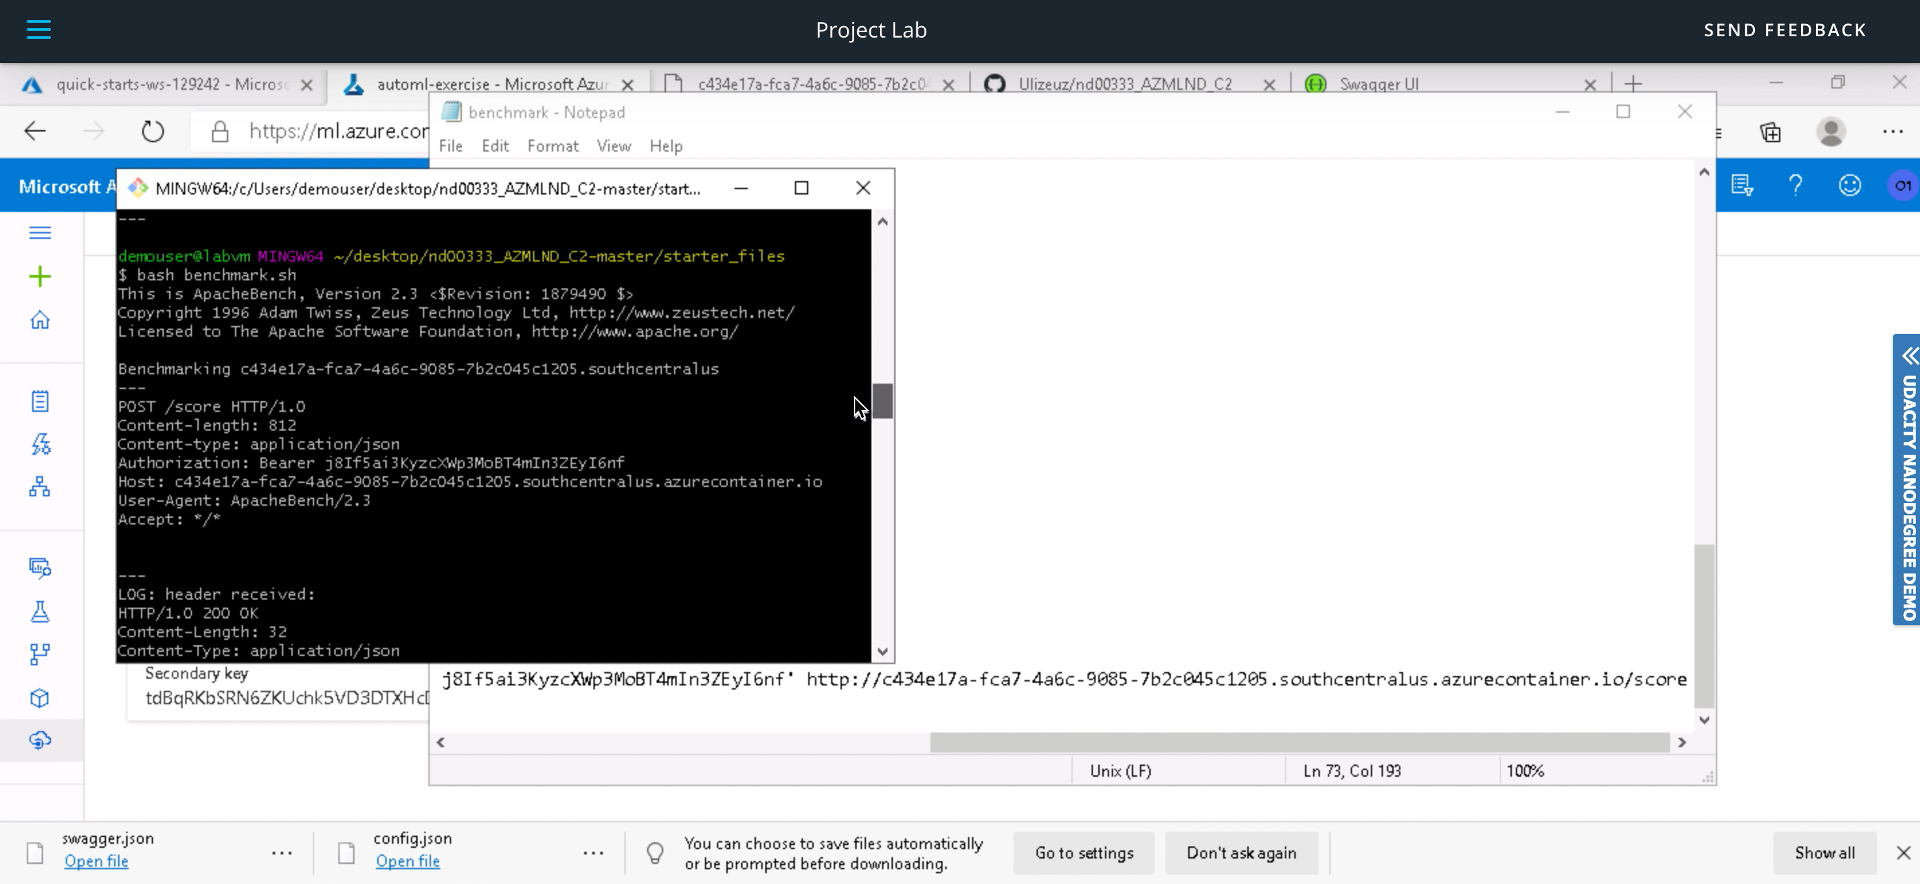 Project Lab
SEND FEEDBACK
quick-starts-ws-129242 - Microso
automl-exercise - Microsoft Azur
c434e17a-fca7-4a6c-9085-7b2c04
Ulizeuz/nd00333_AZMLND_C2
Swagger UI
benchmark - Notepad
https://ml.azure.cor
File Edit Format View Help
Microsoft A
MINGW64:/c/Users/demouser/desktop/nd00333_AZMLND_C2-master/start...
O1
---
demouser@labvm MINGW64 ~/desktop/nd00333_AZMLND_C2-master/starter_files
$ bash benchmark.sh
This is ApacheBench, Version 2.3 <$Revision: 1879490 $>
Copyright 1996 Adam Twiss, Zeus Technology Ltd, http://www.zeustech.net/
Licensed to The Apache Software Foundation, http://www.apache.org/
Benchmarking c434e17a-fca7-4a6c-9085-7b2c045c1205.southcentralus
---
POST /score HTTP/1.0
Content-length: 812
Content-type: application/json
Authorization: Bearer j8If5ai3KyzcXWp3MoBT4mIn3ZEyI6nf
Host: c434e17a-fca7-4a6c-9085-7b2c045c1205.southcentralus.azurecontainer.io
User-Agent: ApacheBench/2.3
Accept: */*
---
LOG: header received:
HTTP/1.0 200 OK
Content-Length: 32
Content-Type: application/json
UDACITY NANODEGREE DEMO
Secondary key
tdBqRKbSRN6ZKUchk5VD3DTXHcD
j8If5ai3KyzcXWp3MoBT4mIn3ZEyI6nf' http://c434e17a-fca7-4a6c-9085-7b2c045c1205.southcentralus.azurecontainer.io/score
Unix (LF)
Ln 73, Col 193
100%
swagger.json
Open file
config.json
Open file
You can choose to save files automatically
or be prompted before downloading.
Go to settings
Don't ask again
Show all